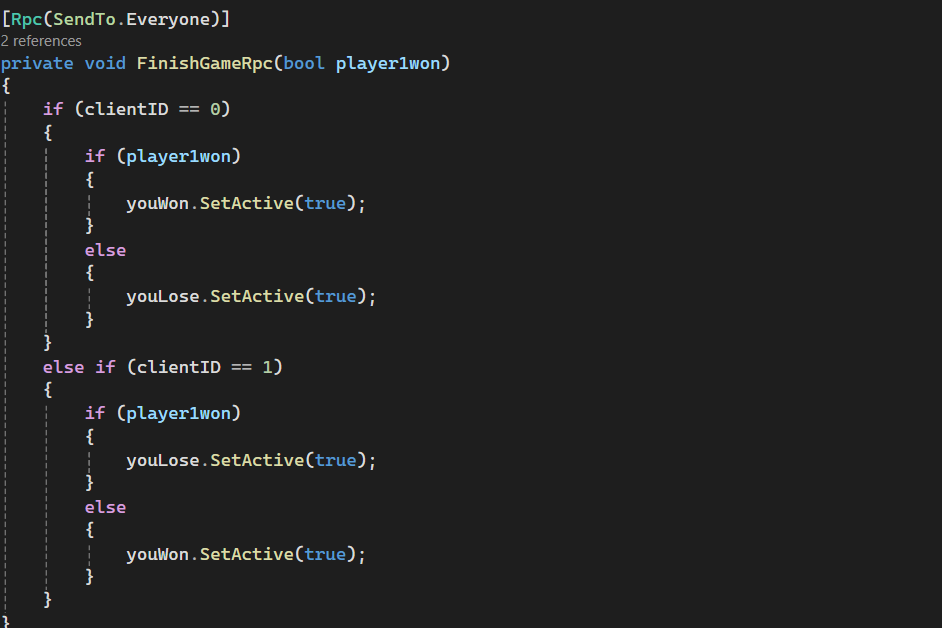 [Rpc(SendTo.Everyone)]
2 references
private void FinishGameRpc(bool player1won)
{
    if (clientID == 0)
    {
        if (player1won)
        {
            youWon.SetActive(true);
        }
        else
        {
            youLose.SetActive(true);
        }
    }
    else if (clientID == 1)
    {
        if (player1won)
        {
            youLose.SetActive(true);
        }
        else
        {
            youWon.SetActive(true);
        }
    }
}